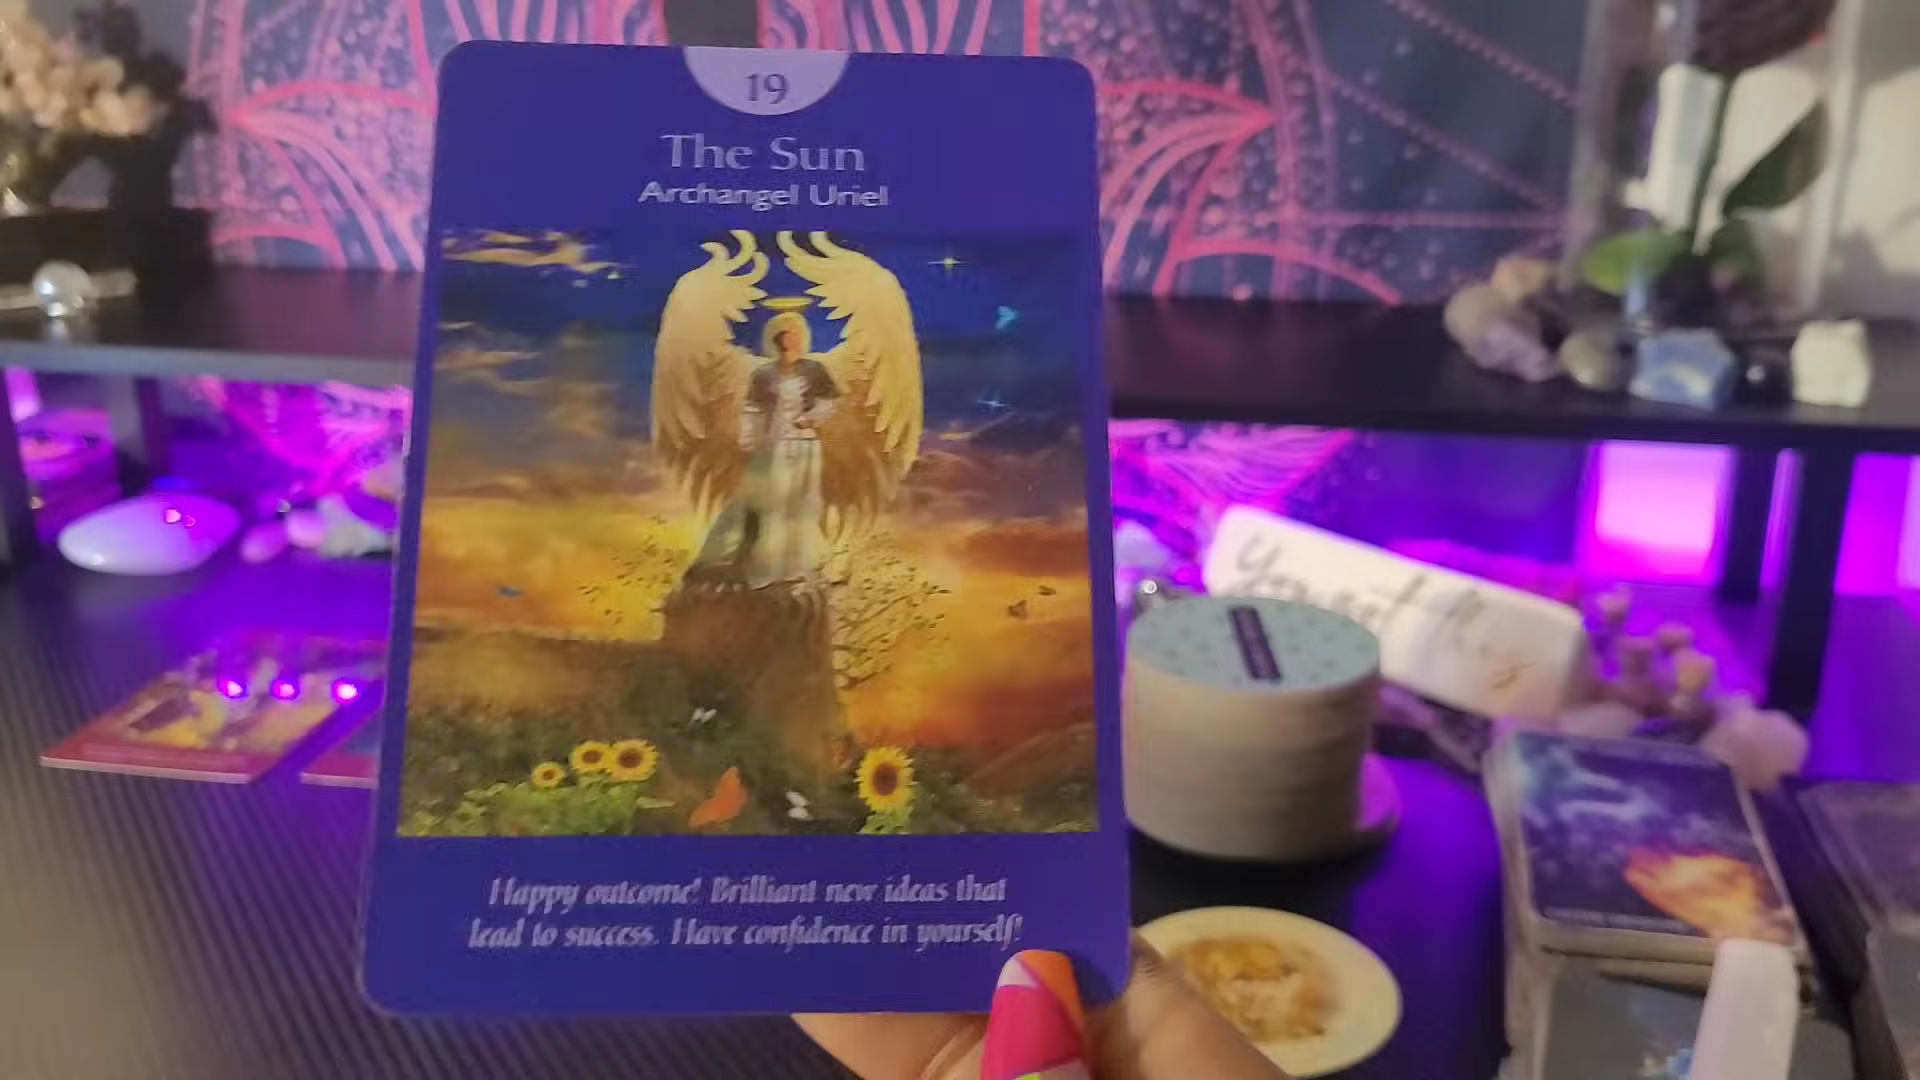 19
The Sun
Archangel Uriel
Happy outcome! Brilliant new ideas that
lead to success. Have confidence in yourself!